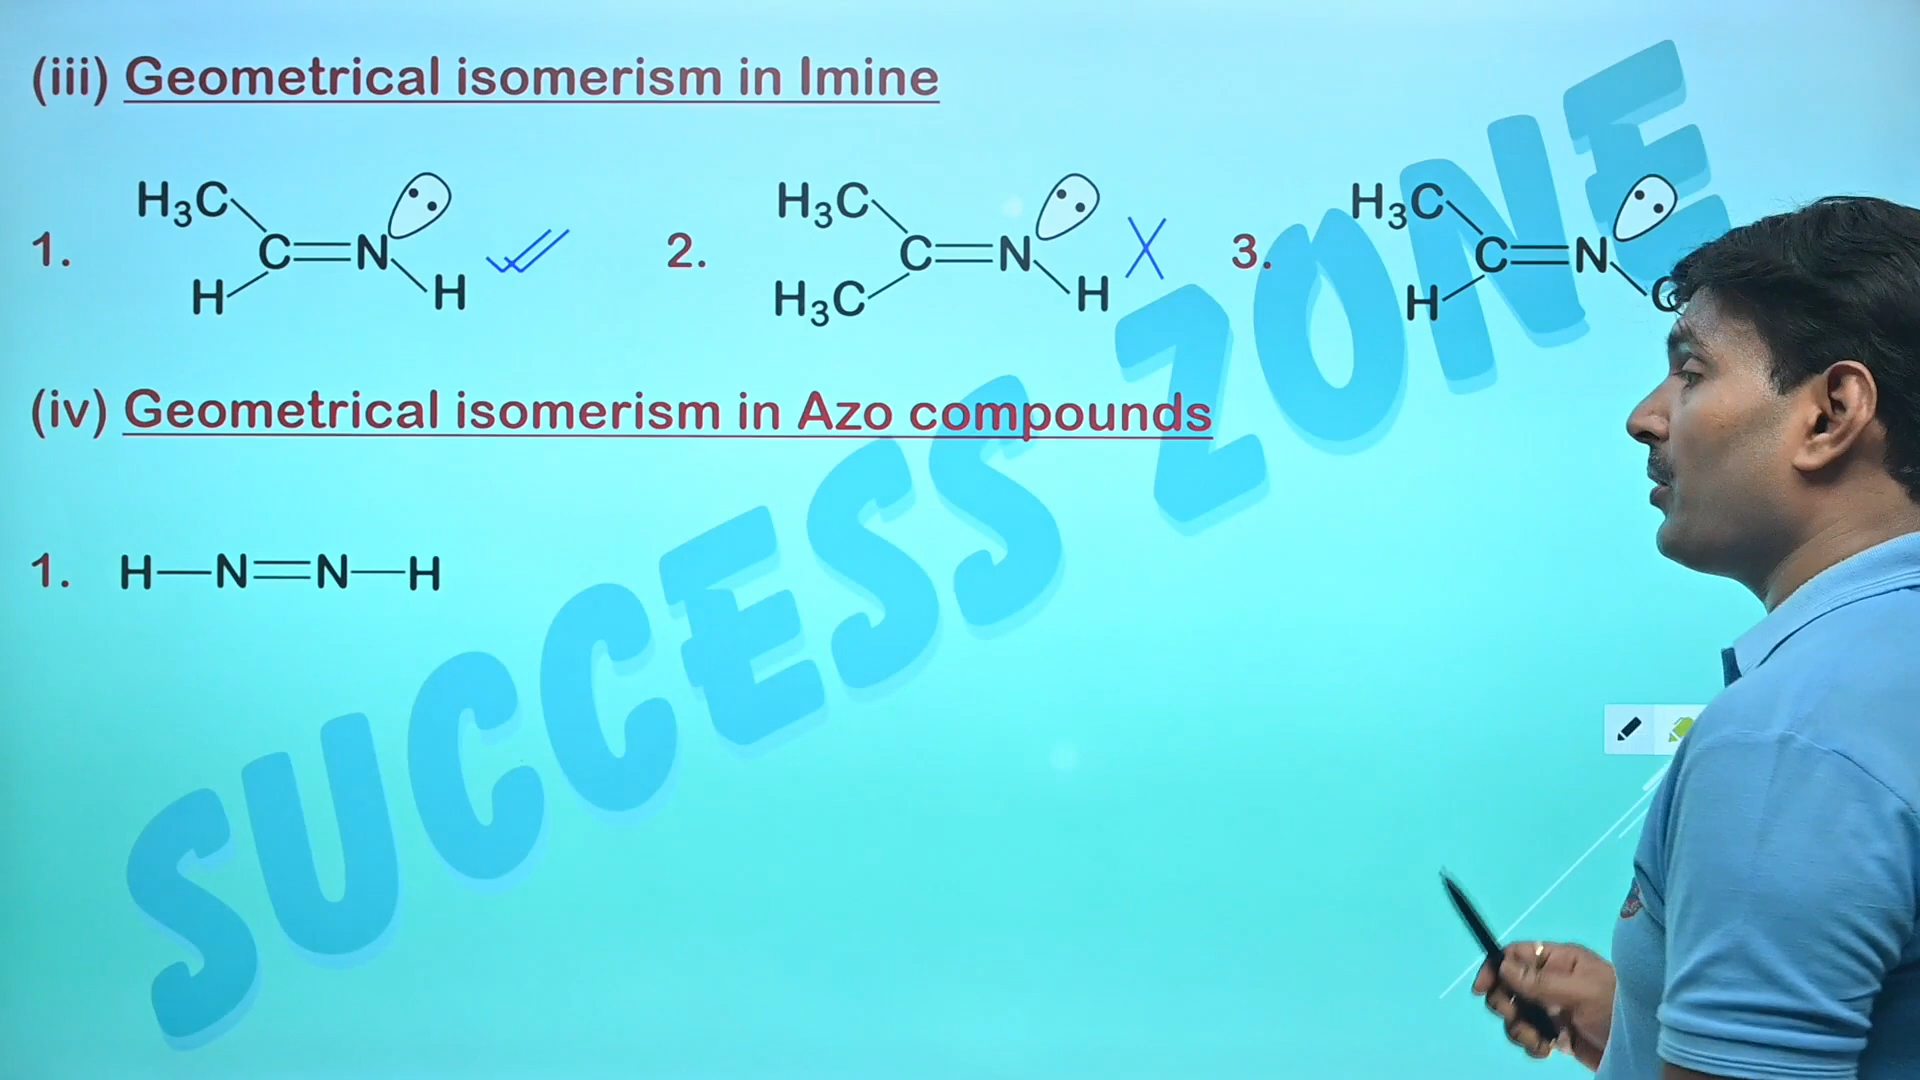 (iii) Geometrical isomerism in Imine
1. H₃C C=N H H
2. H₃C C=N H₃C H
3. H₃C C=N H
(iv) Geometrical isomerism in Azo compounds
1. H—N=N—H
SUCCESS ZONE